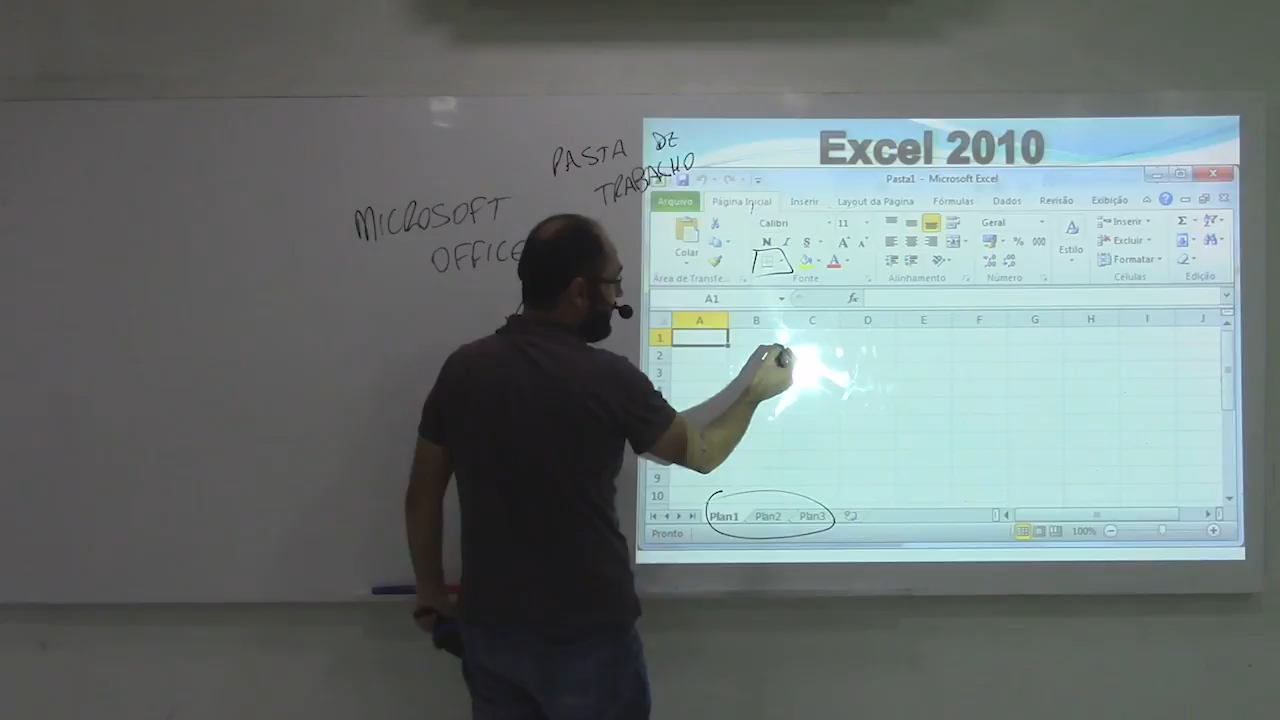 PASTA DE
TRABALHO
MICROSOFT
OFFICE
Excel 2010
Pasta1 - Microsoft Excel
Arquivo Página Inicial Inserir Layout da Página Fórmulas Dados Revisão Exibição
Calibri 11 Geral Inserir Σ
Colar N I S A A % 000 Estilo Excluir
A Formatar
Área de Transfe... Fonte Alinhamento Número Células Edição
A1 fx
A B C D E F G H I J
1
2
3
9
10
Plan1 Plan2 Plan3
Pronto 100%